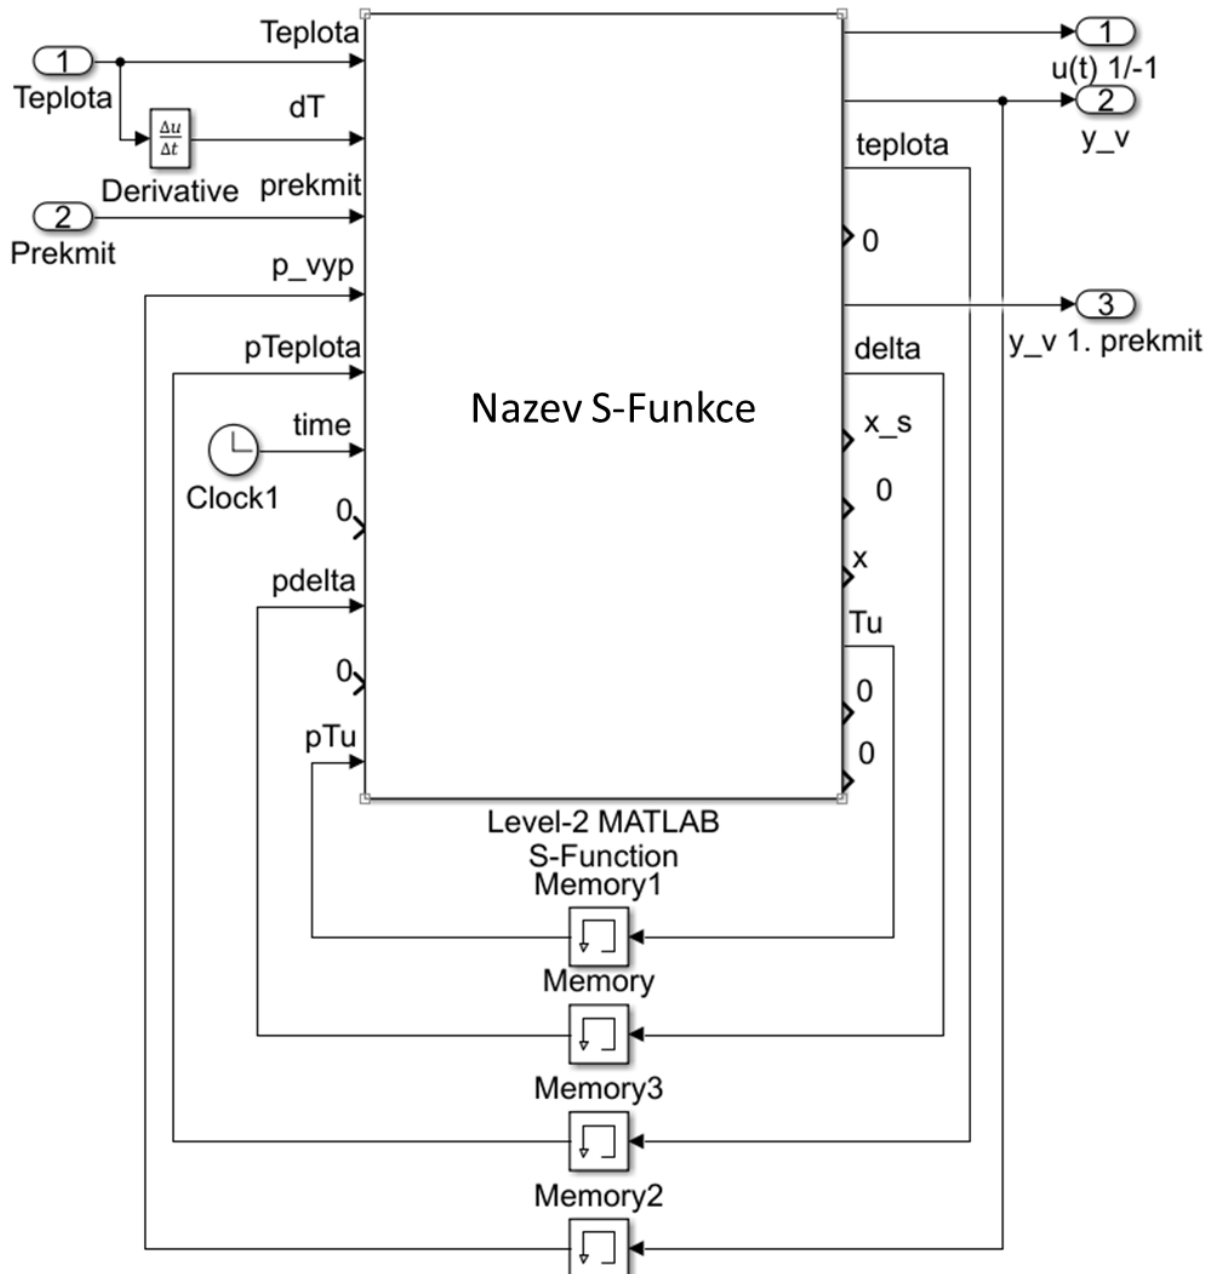 Teplota
1
Teplota
dT
Δu
Δt
Derivative
prekmit
2
Prekmit
p_vyp
pTeplota
time
Clock1
0
pdelta
0
pTu
Nazev S-Funkce
1
u(t) 1/-1
2
y_v
teplota
0
3
y_v 1. prekmit
delta
x_s
0
x
Tu
0
0
Level-2 MATLAB
S-Function
Memory1
Memory
Memory3
Memory2